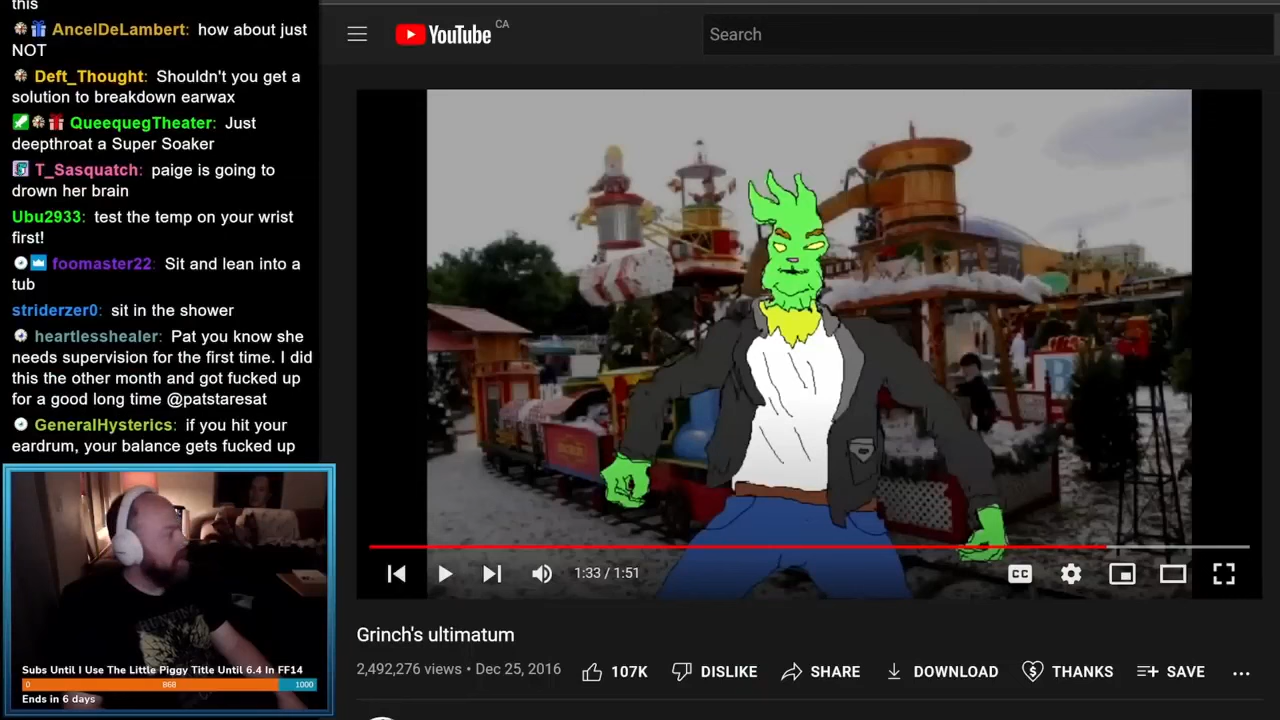 this
AncelDeLambert: how about just
NOT
Deft_Thought: Shouldn't you get a
solution to breakdown earwax
QueequegTheater: Just
deepthroat a Super Soaker
T_Sasquatch: paige is going to
drown her brain
Ubu2933: test the temp on your wrist
first!
foomaster22: Sit and lean into a
tub
striderzer0: sit in the shower
heartlesshealer: Pat you know she
needs supervision for the first time. I did
this the other month and got fucked up
for a good long time @patstaresat
GeneralHysterics: if you hit your
eardrum, your balance gets fucked up
Subs Until I Use The Little Piggy Title Until 6.4 In FF14
0 868 1000
Ends in 6 days
YouTube CA
Search
B
CC
1:33 / 1:51
Grinch's ultimatum
2,492,276 views • Dec 25, 2016
107K DISLIKE SHARE DOWNLOAD THANKS SAVE ...